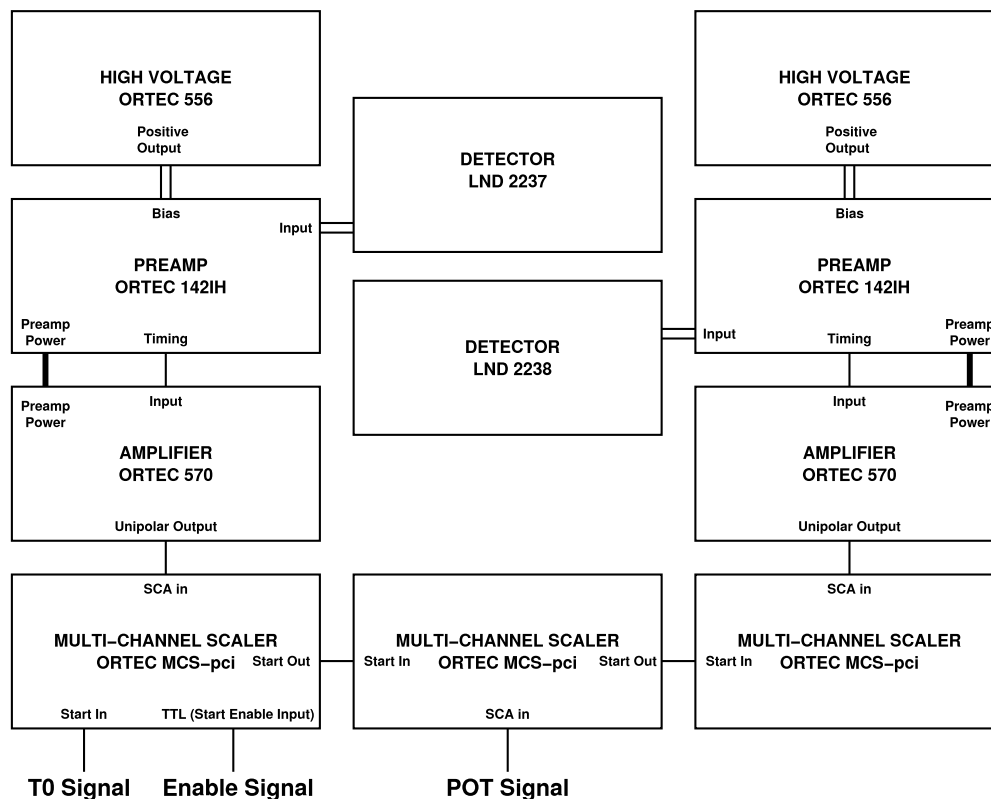 HIGH VOLTAGE
ORTEC 556
Positive
Output
HIGH VOLTAGE
ORTEC 556
Positive
Output
DETECTOR
LND 2237
Bias
Input
PREAMP
ORTEC 142IH
Preamp
Power
Timing
Bias
PREAMP
ORTEC 142IH
Input
Timing
Preamp
Power
DETECTOR
LND 2238
Preamp
Power
Input
AMPLIFIER
ORTEC 570
Unipolar Output
Input
Preamp
Power
AMPLIFIER
ORTEC 570
Unipolar Output
SCA in
MULTI−CHANNEL SCALER
ORTEC MCS−pci
Start Out
Start In
TTL (Start Enable Input)
MULTI−CHANNEL SCALER
Start In
ORTEC MCS−pci
Start Out
SCA in
SCA in
MULTI−CHANNEL SCALER
Start In
ORTEC MCS−pci
T0 Signal
Enable Signal
POT Signal